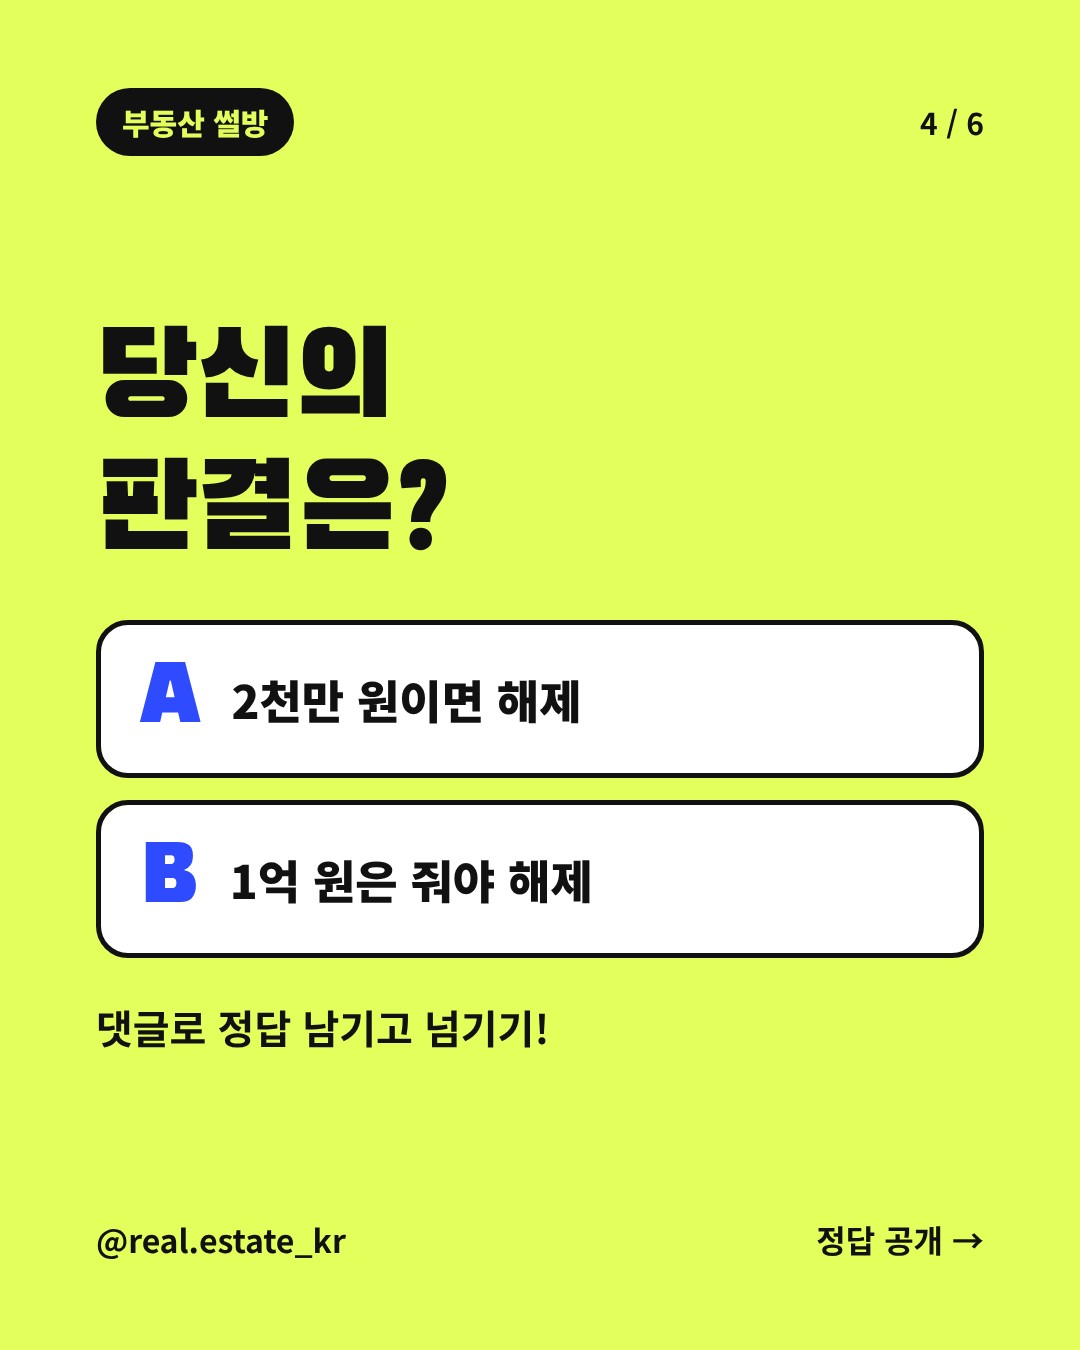 부동산 썰방
4 / 6
당신의
판결은?
A 2천만 원이면 해제
B 1억 원은 줘야 해제
댓글로 정답 남기고 넘기기!
@real.estate_kr
정답 공개 →